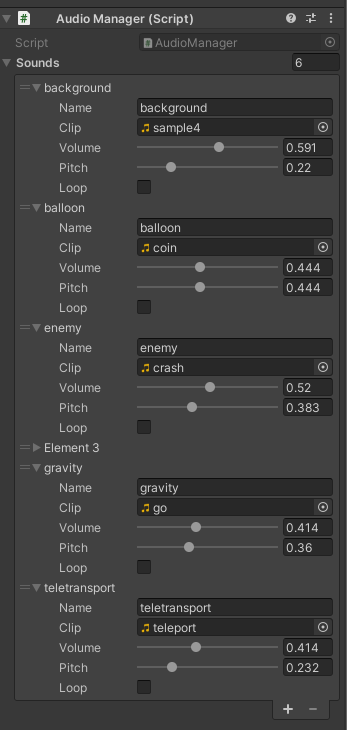 # Audio Manager (Script)
Script # AudioManager
Sounds 6
background
Name background
Clip sample4
Volume 0.591
Pitch 0.22
Loop
balloon
Name balloon
Clip coin
Volume 0.444
Pitch 0.444
Loop
enemy
Name enemy
Clip crash
Volume 0.52
Pitch 0.383
Loop
Element 3
gravity
Name gravity
Clip go
Volume 0.414
Pitch 0.36
Loop
teletransport
Name teletransport
Clip teleport
Volume 0.414
Pitch 0.232
Loop
+ −